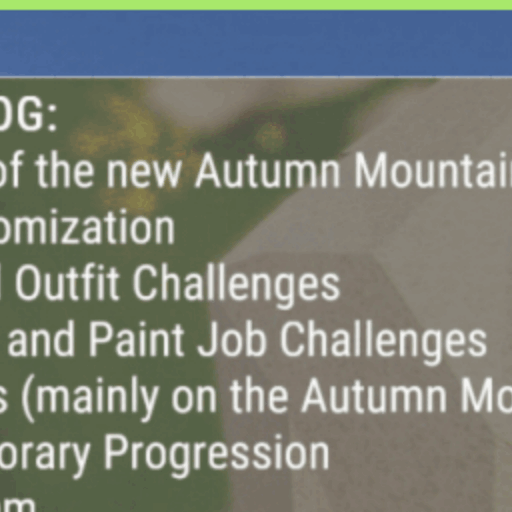 OG:
of the new Autumn Mountai
omization
Outfit Challenges
and Paint Job Challenges
s (mainly on the Autumn Mo
orary Progression